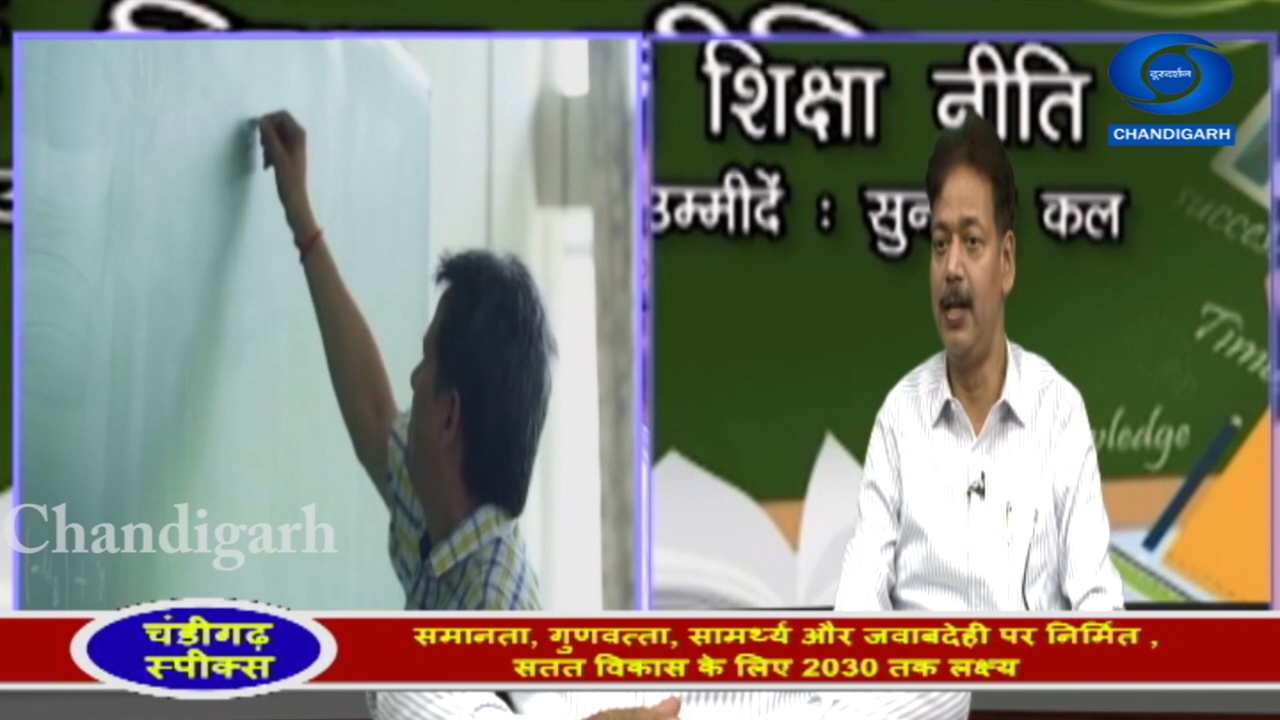 शिक्षा नीति
दूरदर्शन
CHANDIGARH
उम्मीदें : कल
Chandigarh
चंडीगढ़
स्पीक्स
समानता, गुणवत्ता, सामर्थ्य और जवाबदेही पर निर्मित ,
सतत विकास के लिए 2030 तक लक्ष्य